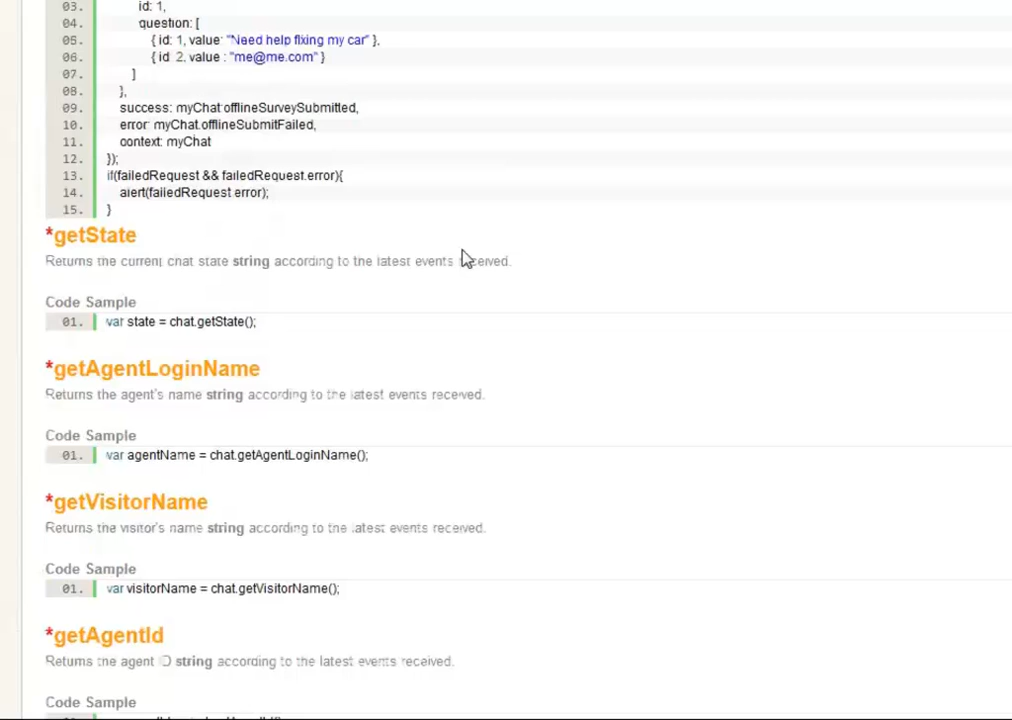 03. id: 1,
04. question: [
05. { id: 1, value: "Need help fixing my car" },
06. { id: 2, value : "me@me.com" }
07. ]
08. },
09. success: myChat.offlineSurveySubmitted,
10. error: myChat.offlineSubmitFailed,
11. context: myChat
12. });
13. if(failedRequest && failedRequest.error){
14. alert(failedRequest.error);
15. }
*getState
Returns the current chat state string according to the latest events received.
Code Sample
01. var state = chat.getState();
*getAgentLoginName
Returns the agent's name string according to the latest events received.
Code Sample
01. var agentName = chat.getAgentLoginName();
*getVisitorName
Returns the visitor's name string according to the latest events received.
Code Sample
01. var visitorName = chat.getVisitorName();
*getAgentId
Returns the agent ID string according to the latest events received.
Code Sample